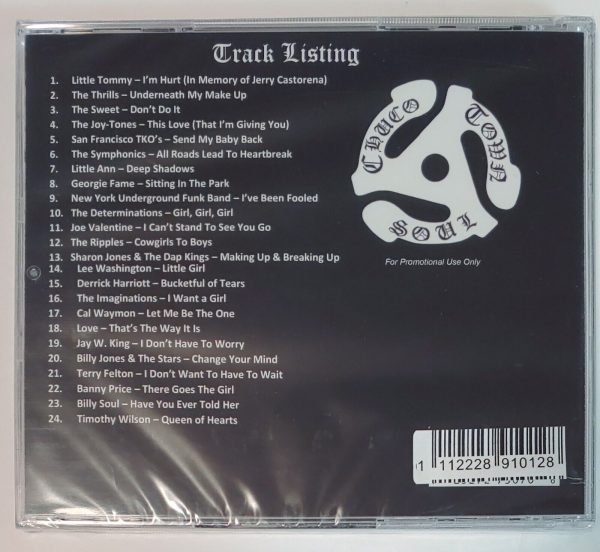 Track Listing
1. Little Tommy – I'm Hurt (In Memory of Jerry Castorena)
2. The Thrills – Underneath My Make Up
3. The Sweet – Don't Do It
4. The Joy-Tones – This Love (That I'm Giving You)
5. San Francisco TKO's – Send My Baby Back
6. The Symphonics – All Roads Lead To Heartbreak
7. Little Ann – Deep Shadows
8. Georgie Fame – Sitting In The Park
9. New York Underground Funk Band – I've Been Fooled
10. The Determinations – Girl, Girl, Girl
11. Joe Valentine – I Can't Stand To See You Go
12. The Ripples – Cowgirls To Boys
13. Sharon Jones & The Dap Kings – Making Up & Breaking Up
14. Lee Washington – Little Girl
15. Derrick Harriott – Bucketful of Tears
16. The Imaginations – I Want a Girl
17. Cal Waymon – Let Me Be The One
18. Love – That's The Way It Is
19. Jay W. King – I Don't Have To Worry
20. Billy Jones & The Stars – Change Your Mind
21. Terry Felton – I Don't Want To Have To Wait
22. Banny Price – There Goes The Girl
23. Billy Soul – Have You Ever Told Her
24. Timothy Wilson – Queen of Hearts
CHUCO
TOWN
SOUL
For Promotional Use Only
1 112228 910128